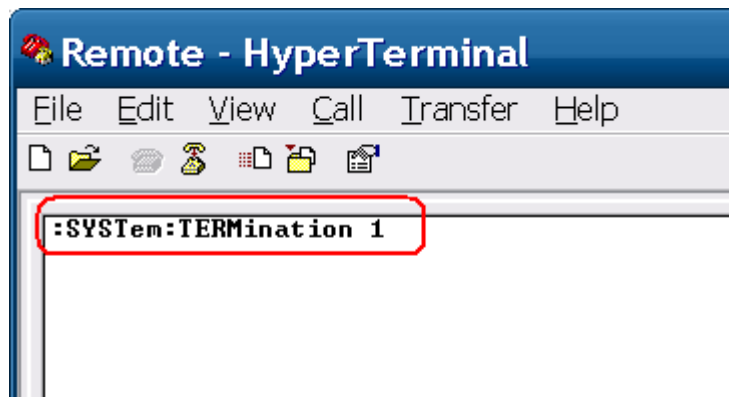 Remote - HyperTerminal
File Edit View Call Transfer Help
:SYSTem:TERMination 1